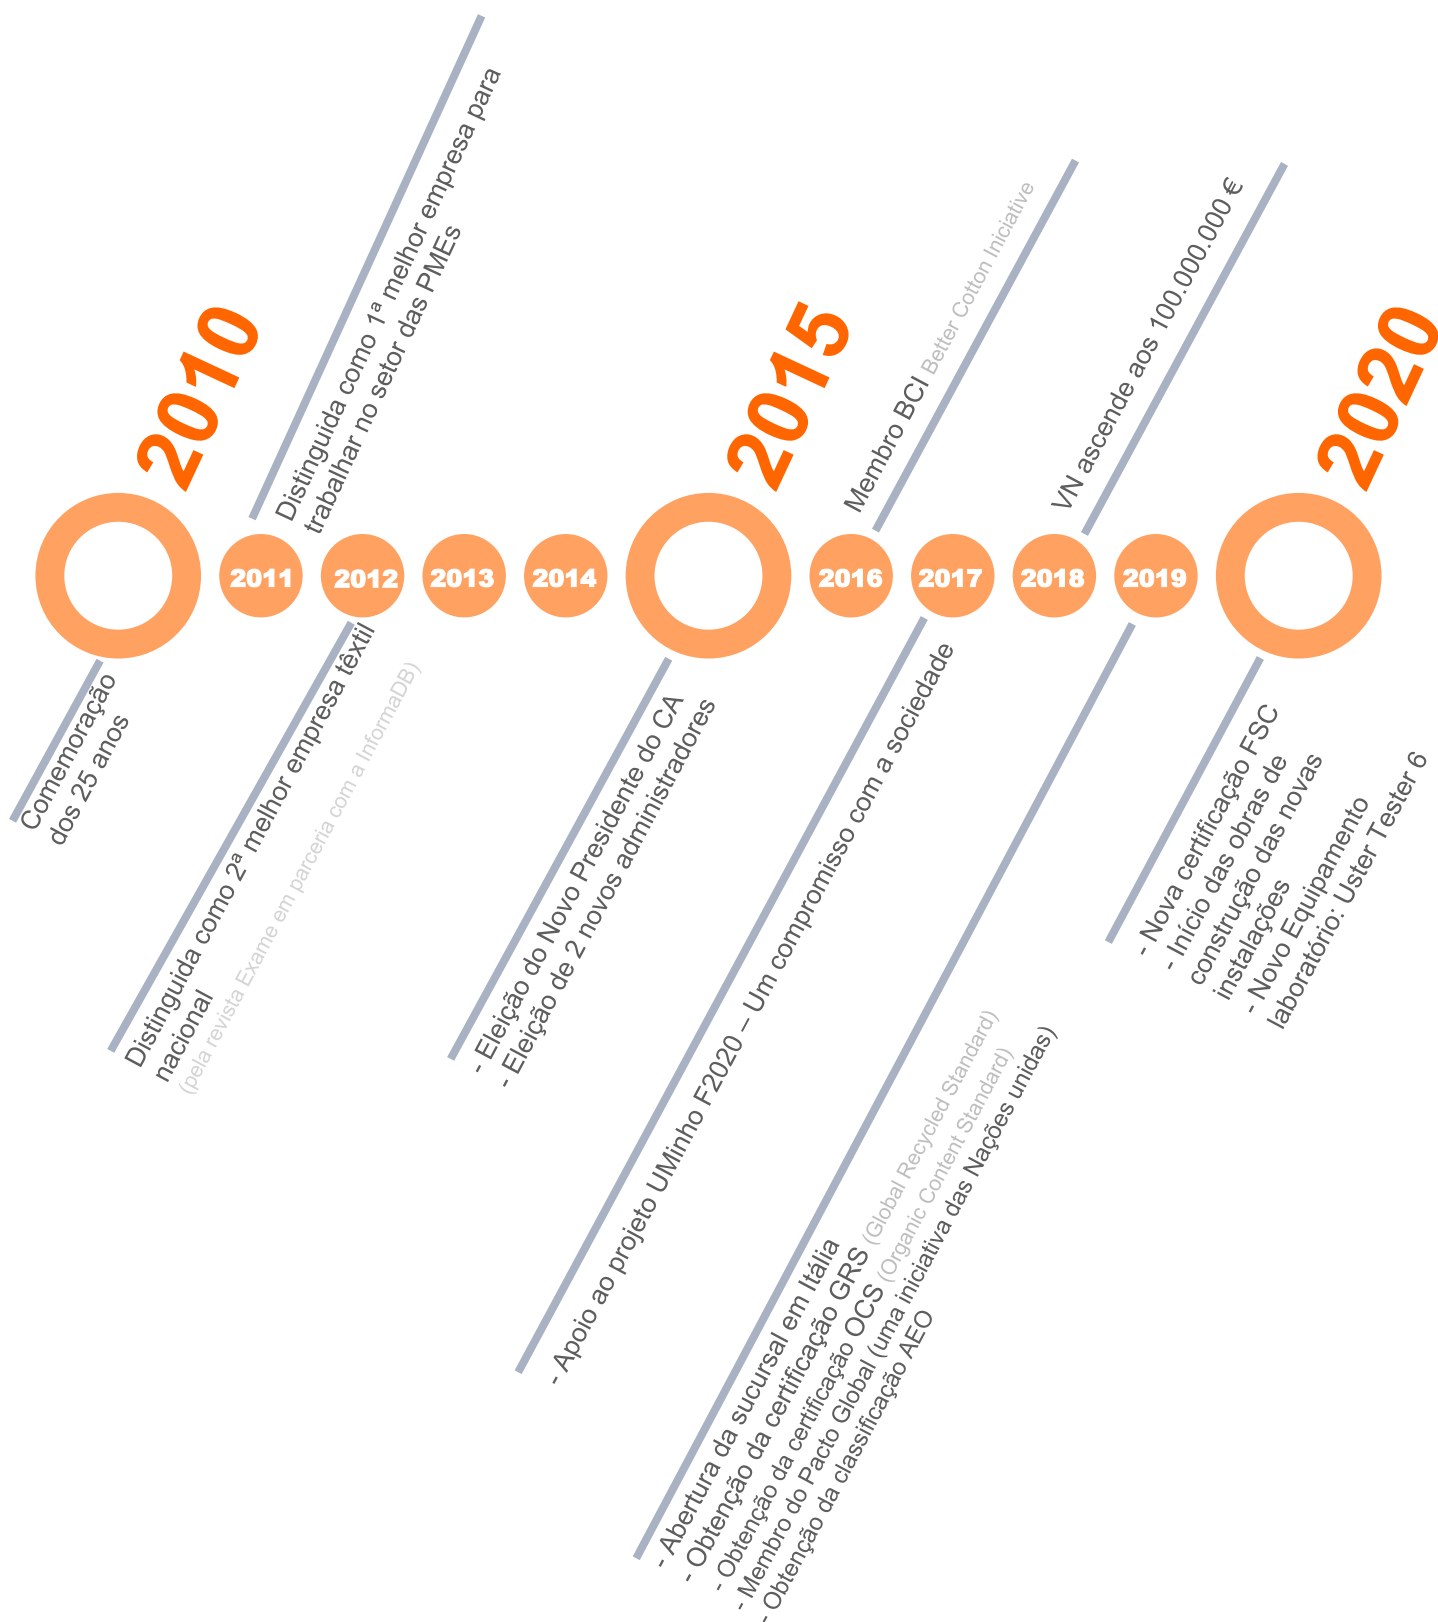 2010
Comemoração
dos 25 anos
2011
Distinguida como 1ª melhor empresa para
trabalhar no setor das PMEs
2012
Distinguida como 2ª melhor empresa têxtil
nacional
(pela revista Exame em parceria com a InformaDB)
2013
2014
2015
- Eleição do Novo Presidente do CA
- Eleição de 2 novos administradores
2016
Membro BCI Better Cotton Iniciative
2017
- Apoio ao projeto UMinho F2020 – Um compromisso com a sociedade
2018
VN ascende aos 100.000.000 €
2019
- Abertura da sucursal em Itália
- Obtenção da certificação GRS (Global Recycled Standard)
- Obtenção da certificação OCS (Organic Content Standard)
- Membro do Pacto Global (uma iniciativa das Nações unidas)
- Obtenção da classificação AEO
2020
- Nova certificação FSC
- Início das obras de
construção das novas
instalações
- Novo Equipamento
laboratório: Uster Tester 6